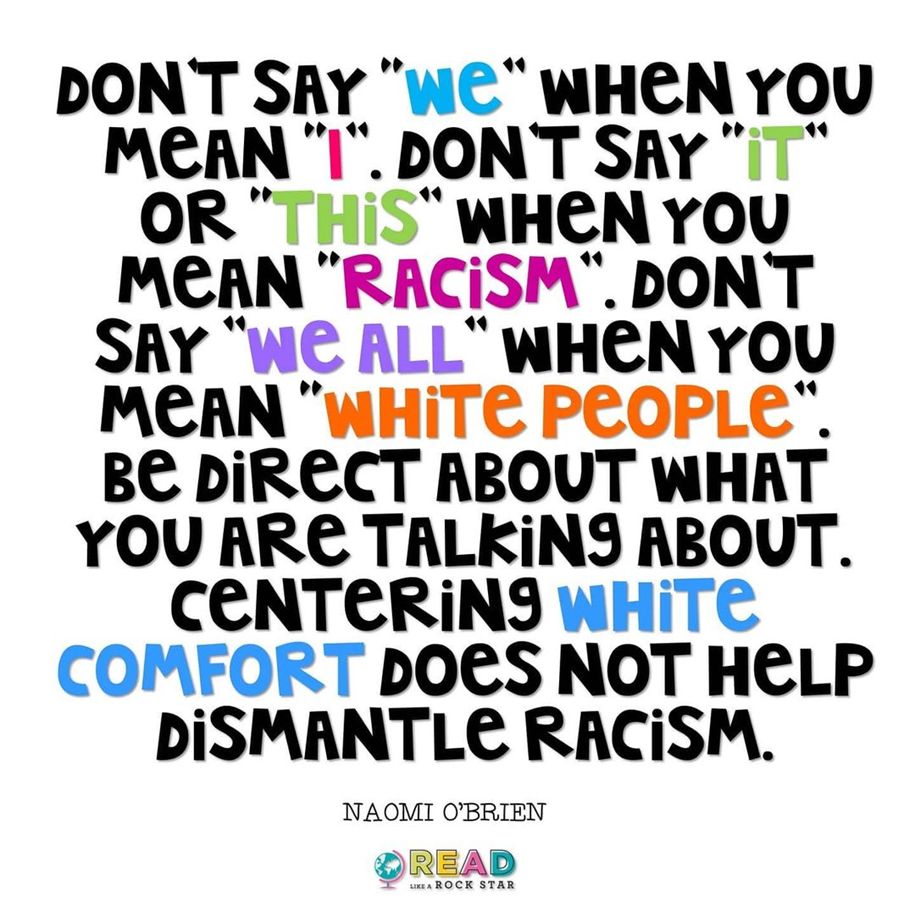 DON'T SAY "We" WHeN YOU
MeAN "I". DON'T SAY "iT"
OR "THiS" WHeN YOU
MeAN "RACiSM". DON'T
SAY "We ALL" WHeN YOU
MeAN "WHiTe PeOPLe".
Be DiReCT ABOUT WHAT
YOU ARe TALKiNg ABOUT.
CeNTeRiNg WHiTe
COMFORT DOeS NOT HeLP
DiSMANTLe RACiSM.
NAOMI O'BRIEN
READ
LIKE A ROCK STAR